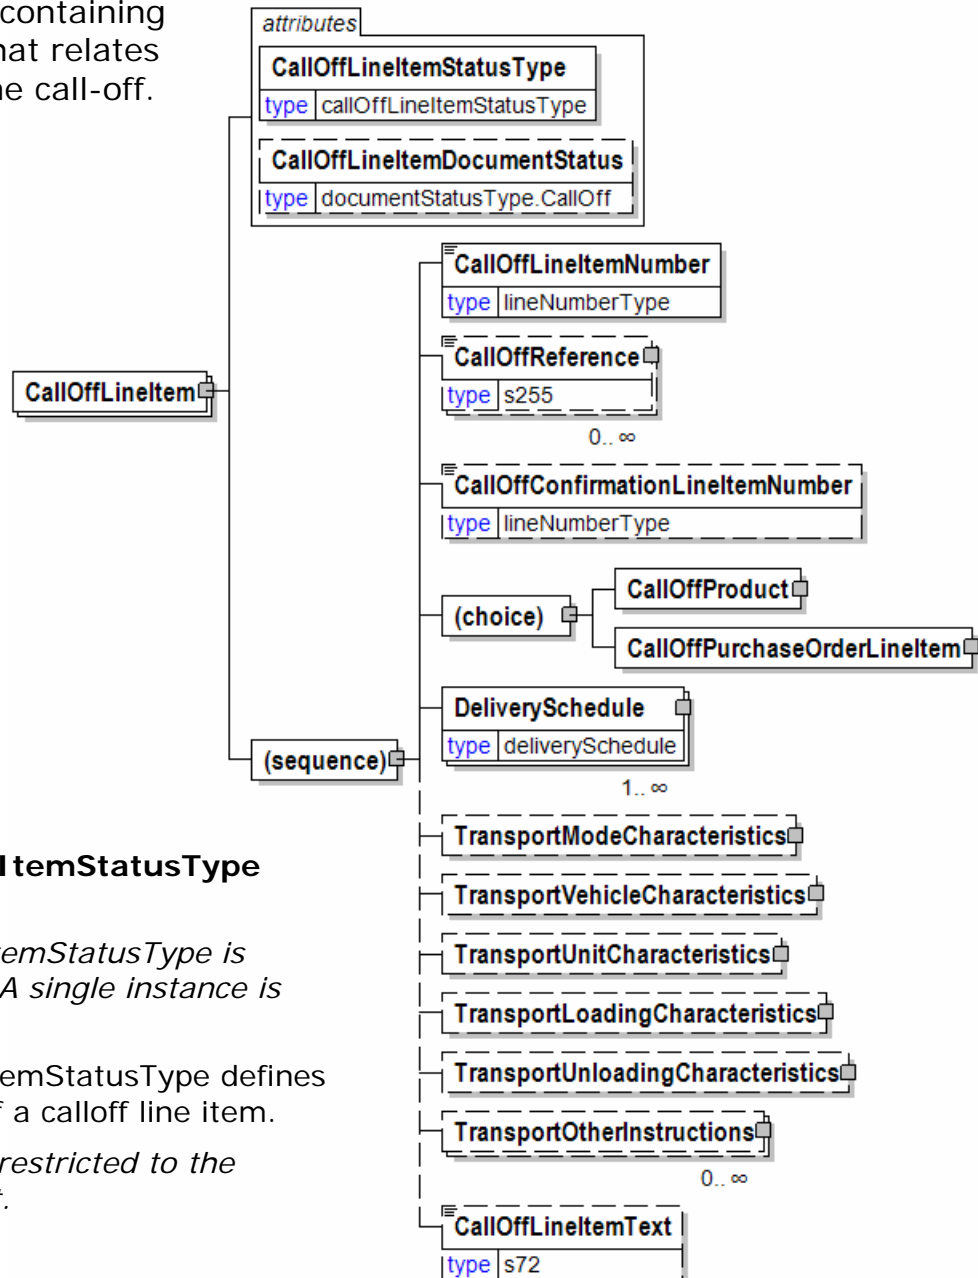 containing
hat relates
ne call-off.
attributes
CallOffLineItemStatusType
type callOffLineItemStatusType
CallOffLineItemDocumentStatus
type documentStatusType.CallOff
CallOffLineItemNumber
type lineNumberType
CallOffReference
type s255
0.. ∞
CallOffLineItem
CallOffConfirmationLineItemNumber
type lineNumberType
(choice)
CallOffProduct
CallOffPurchaseOrderLineItem
DeliverySchedule
type deliverySchedule
1.. ∞
(sequence)
TransportModeCharacteristics
TransportVehicleCharacteristics
TransportUnitCharacteristics
TransportLoadingCharacteristics
TransportUnloadingCharacteristics
TransportOtherInstructions
0.. ∞
CallOffLineItemText
type s72
ItemStatusType
temStatusType is
A single instance is
temStatusType defines
f a calloff line item.
restricted to the
t.